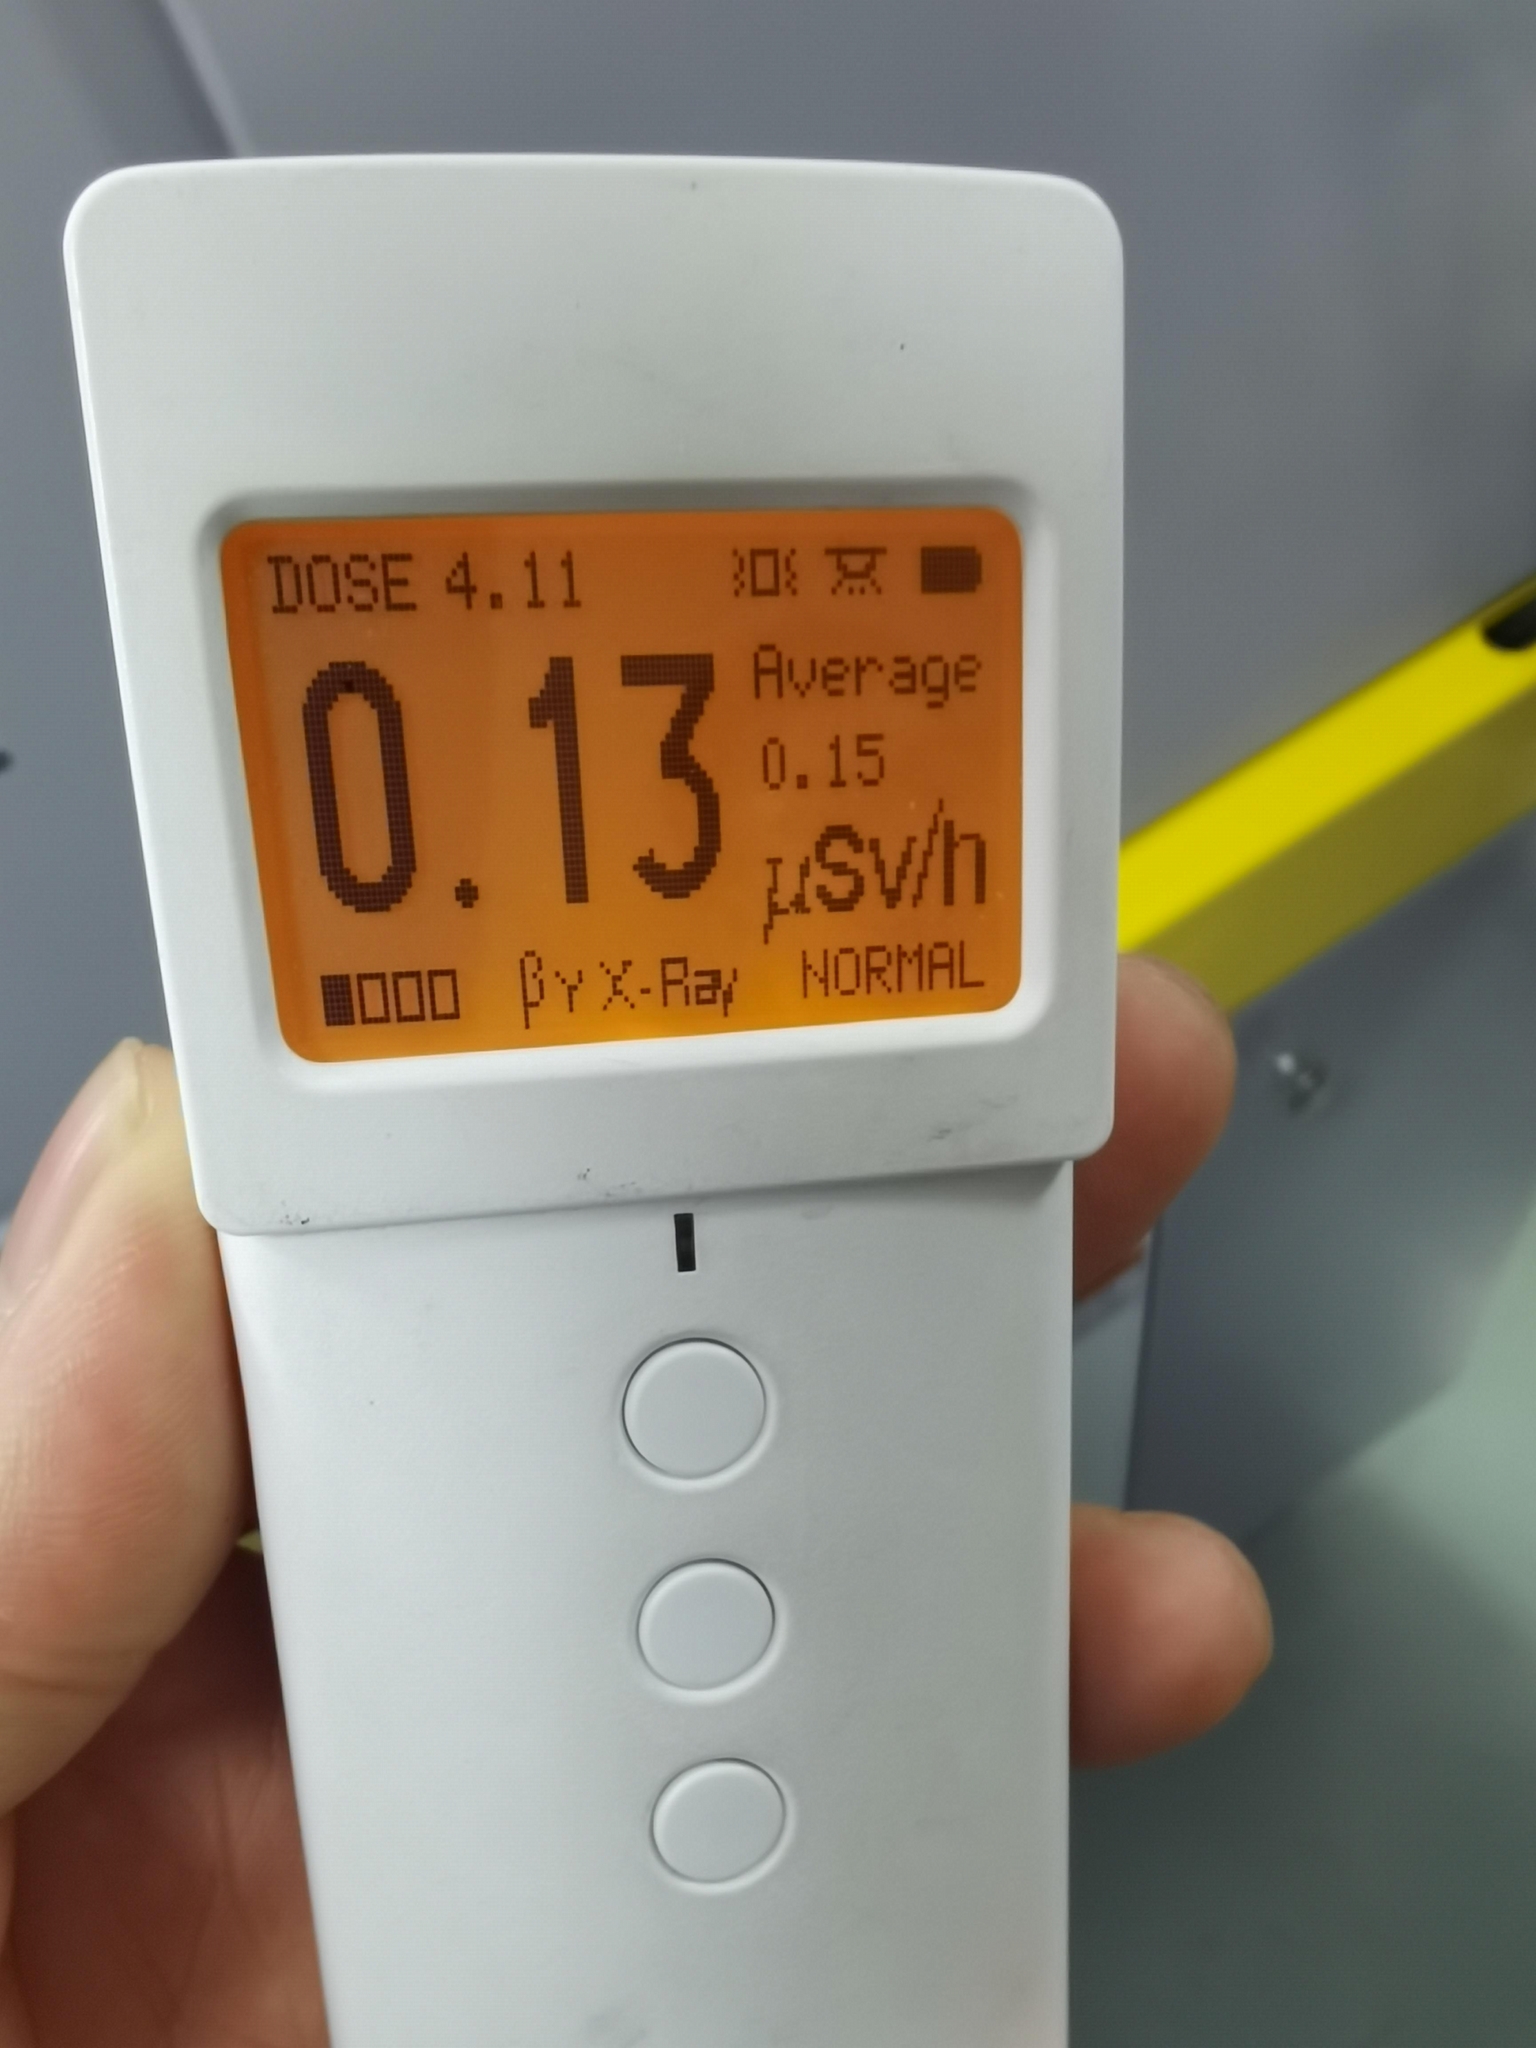 DOSE 4.11
0.13
Average
0.15
μSv/h
βγ X-Ray
NORMAL